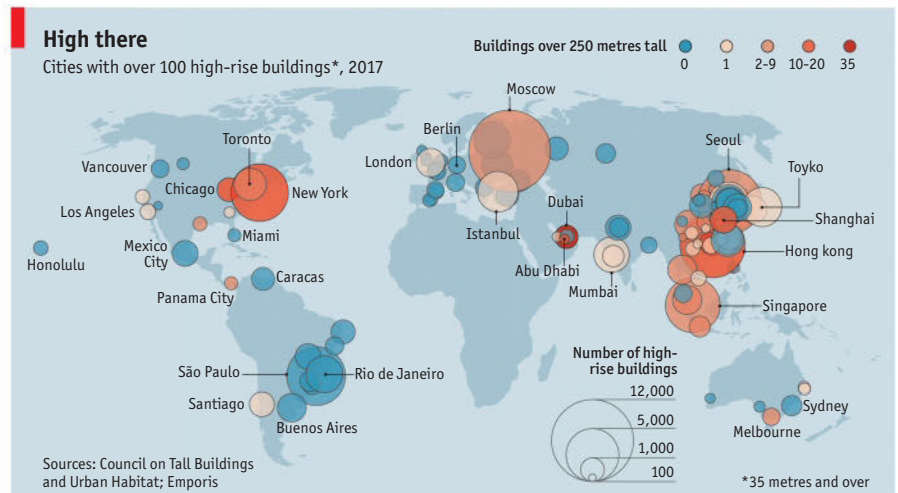 High there
Cities with over 100 high-rise buildings*, 2017
Buildings over 250 metres tall
0 1 2-9 10-20 35
Moscow
Toronto
Berlin
Seoul
Vancouver
London
Toyko
Chicago
New York
Los Angeles
Dubai
Shanghai
Istanbul
Miami
Mexico
City
Honolulu
Hong kong
Abu Dhabi
Caracas
Mumbai
Panama City
Singapore
Number of high-
rise buildings
São Paulo
Rio de Janeiro
12,000
Santiago
Sydney
5,000
Buenos Aires
Melbourne
1,000
100
Sources: Council on Tall Buildings
and Urban Habitat; Emporis
*35 metres and over